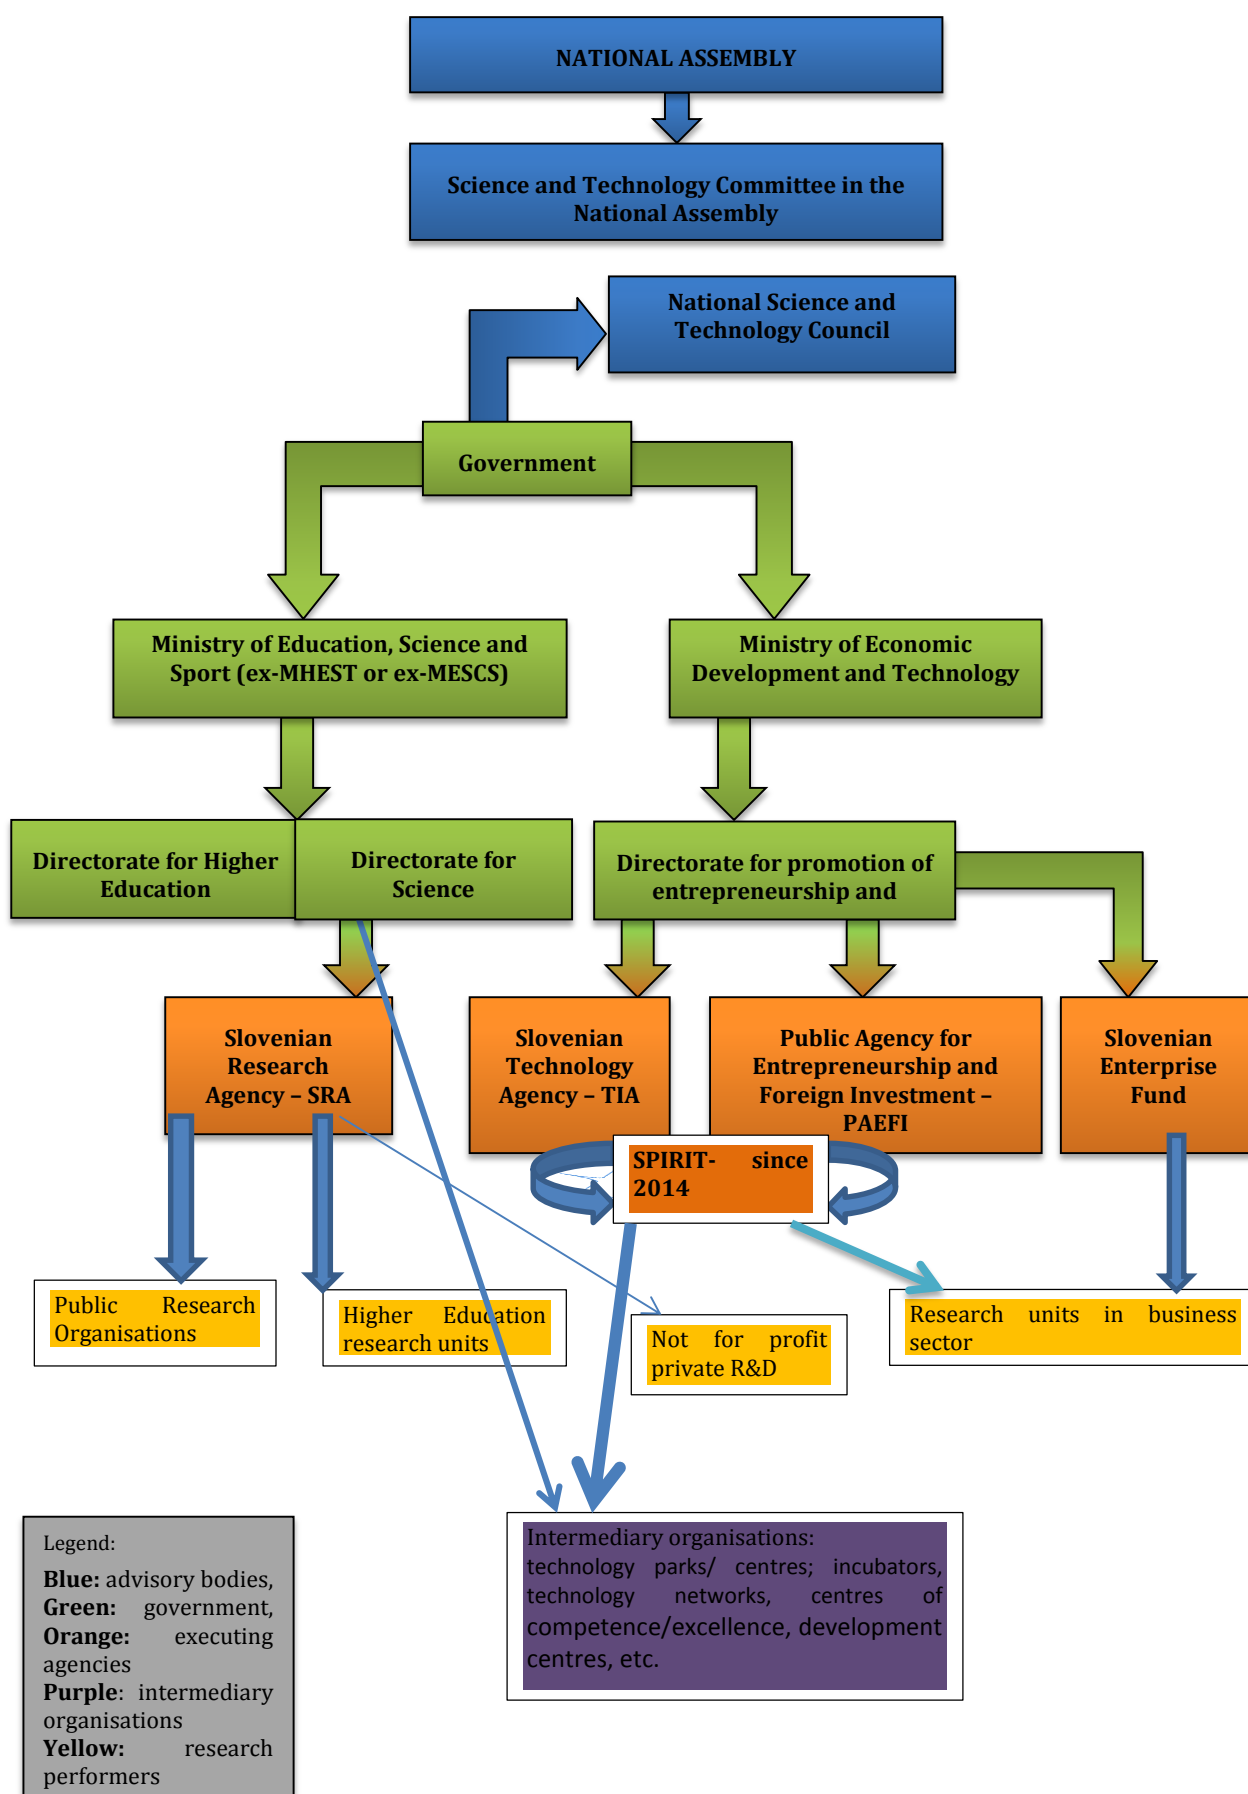 NATIONAL ASSEMBLY
Science and Technology Committee in the
National Assembly
National Science and
Technology Council
Government
Ministry of Education, Science and
Sport (ex-MHEST or ex-MESCS)
Ministry of Economic
Development and Technology
Directorate for Higher
Education
Directorate for
Science
Directorate for promotion of
entrepreneurship and
Slovenian
Research
Agency – SRA
Slovenian
Technology
Agency – TIA
Public Agency for
Entrepreneurship and
Foreign Investment –
PAEFI
Slovenian
Enterprise
Fund
SPIRIT- since
2014
Public Research
Organisations
Higher Education
research units
Not for profit
private R&D
Research units in business
sector
Intermediary organisations:
technology parks/ centres; incubators,
technology networks, centres of
competence/excellence, development
centres, etc.
Legend:
Blue: advisory bodies,
Green: government,
Orange: executing
agencies
Purple: intermediary
organisations
Yellow: research
performers